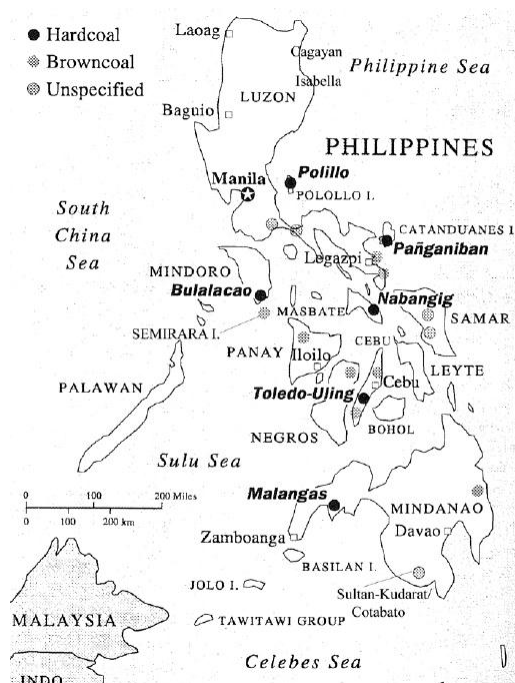 Laoag
Hardcoal
Browncoal
Unspecified
Cagayan
Isabella
Philippine Sea
LUZON
Baguio
PHILIPPINES
Polillo
Manila
POLOLLO I.
South
China
Sea
CATANDUANES I
Legazpi
Pañganiban
MINDORO
Bulalacao
Nabangig
MASBATE
SAMAR
SEMIRARA I.
CEBU
PANAY
Iloilo
LEYTE
PALAWAN
Cebu
Toledo-Uling
BOHOL
NEGROS
Sulu Sea
Malangas
0 100 200 Miles
0 100 200 km
MINDANAO
Davao
Zamboanga
BASILAN I.
JOLO I.
Sultan-Kudarat/
Cotabato
MALAYSIA
TAWITAWI GROUP
Celebes Sea
INDO